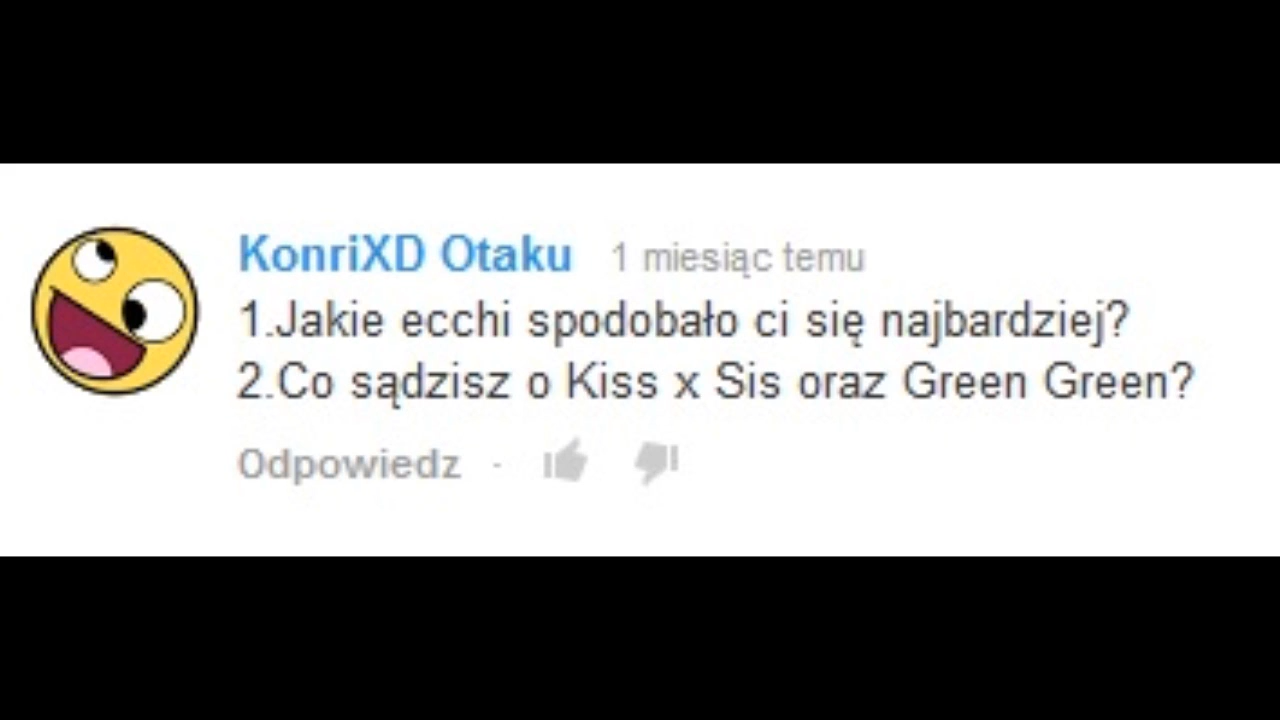 KonriXD Otaku 1 miesiąc temu
1.Jakie ecchi spodobało ci się najbardziej?
2.Co sądzisz o Kiss x Sis oraz Green Green?
Odpowiedz ·